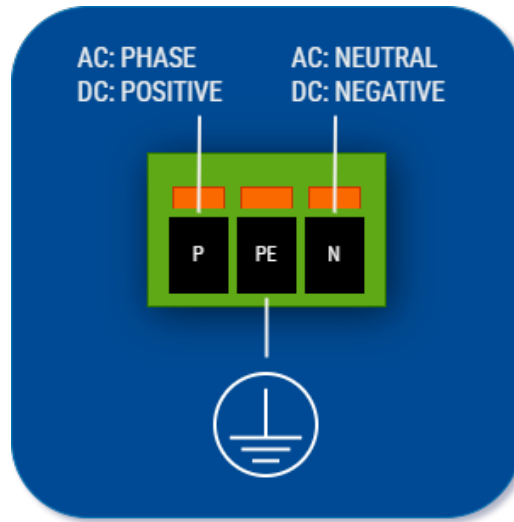 AC: PHASE
DC: POSITIVE
AC: NEUTRAL
DC: NEGATIVE
P
PE
N